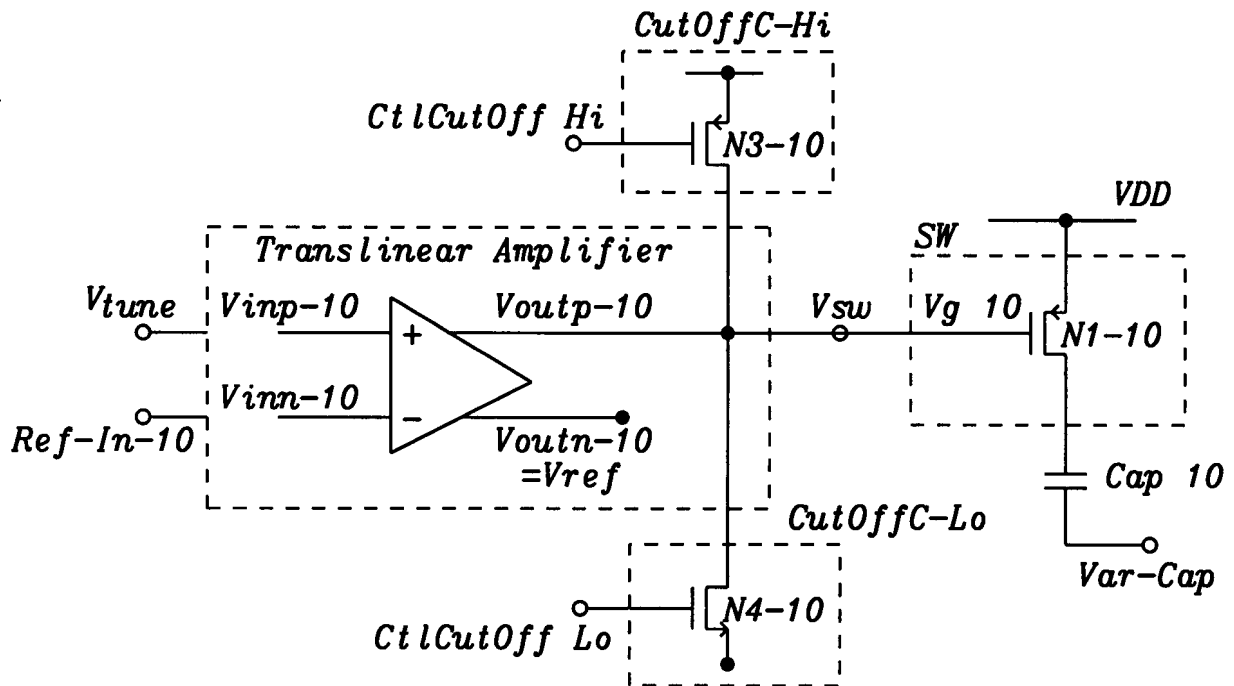 CutOffC-Hi
CtlCutOff Hi
N3-10
VDD
SW
Translinear Amplifier
Vtune
Vinp-10
Voutp-10
Vsw
Vg 10
N1-10
+
Vinn-10
-
Ref-In-10
Voutn-10
=Vref
Cap 10
CutOffC-Lo
Var-Cap
N4-10
CtlCutOff Lo